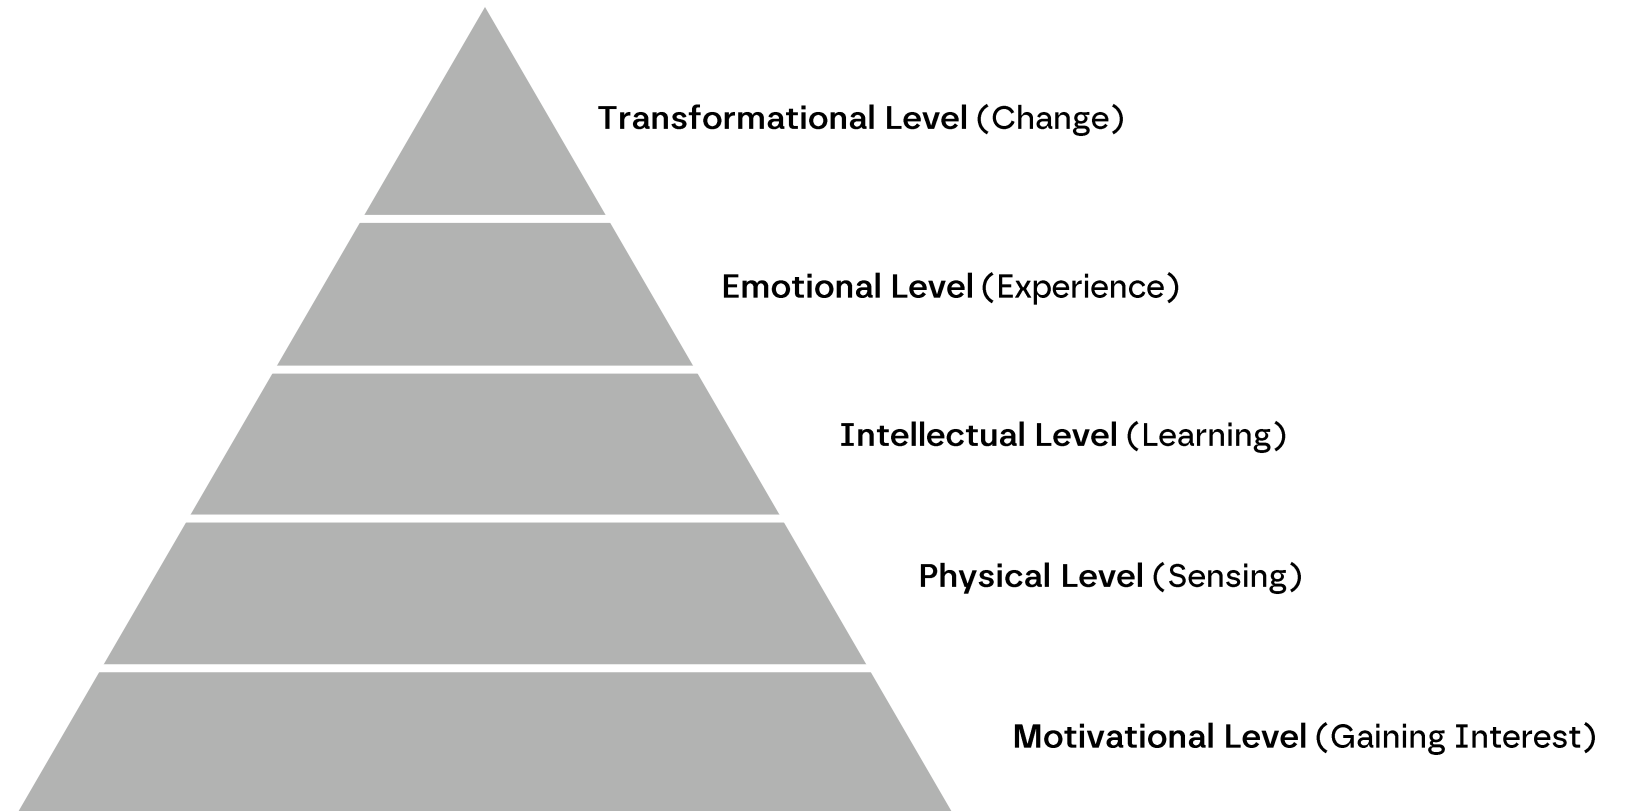 Transformational Level (Change)
Emotional Level (Experience)
Intellectual Level (Learning)
Physical Level (Sensing)
Motivational Level (Gaining Interest)